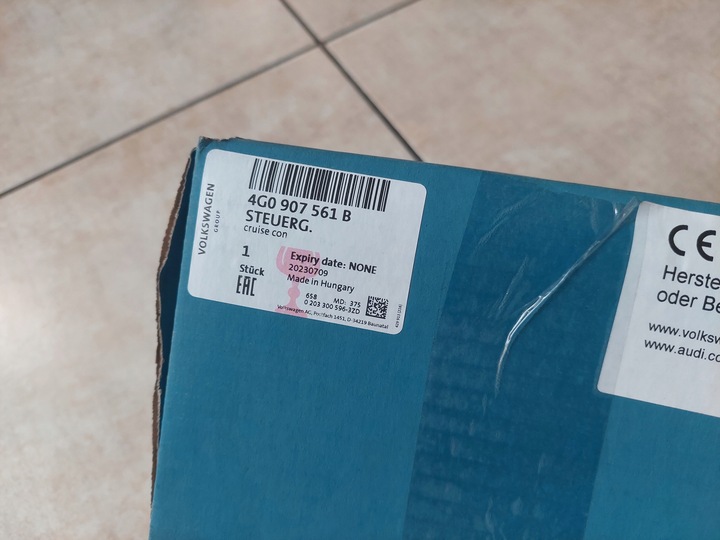 VOLKSWAGEN
GROUP
4G0 907 561 B
STEUERG.
cruise con
1
Stück
EAC
Expiry date: NONE
20230709
Made in Hungary
658 MD: 375
0 203 300 596-3ZD
Volkswagen AG, Postfach 1451, D-34219 Baunatal
CE
Herste
oder Be
www.volksw
www.audi.co